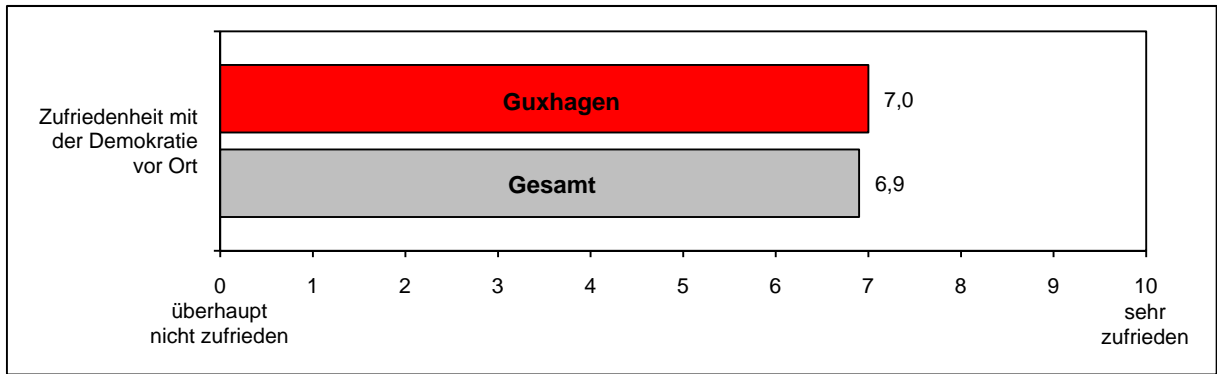 Zufriedenheit mit
der Demokratie
vor Ort
Guxhagen
7,0
Gesamt
6,9
0 1 2 3 4 5 6 7 8 9 10
überhaupt
nicht zufrieden
sehr
zufrieden